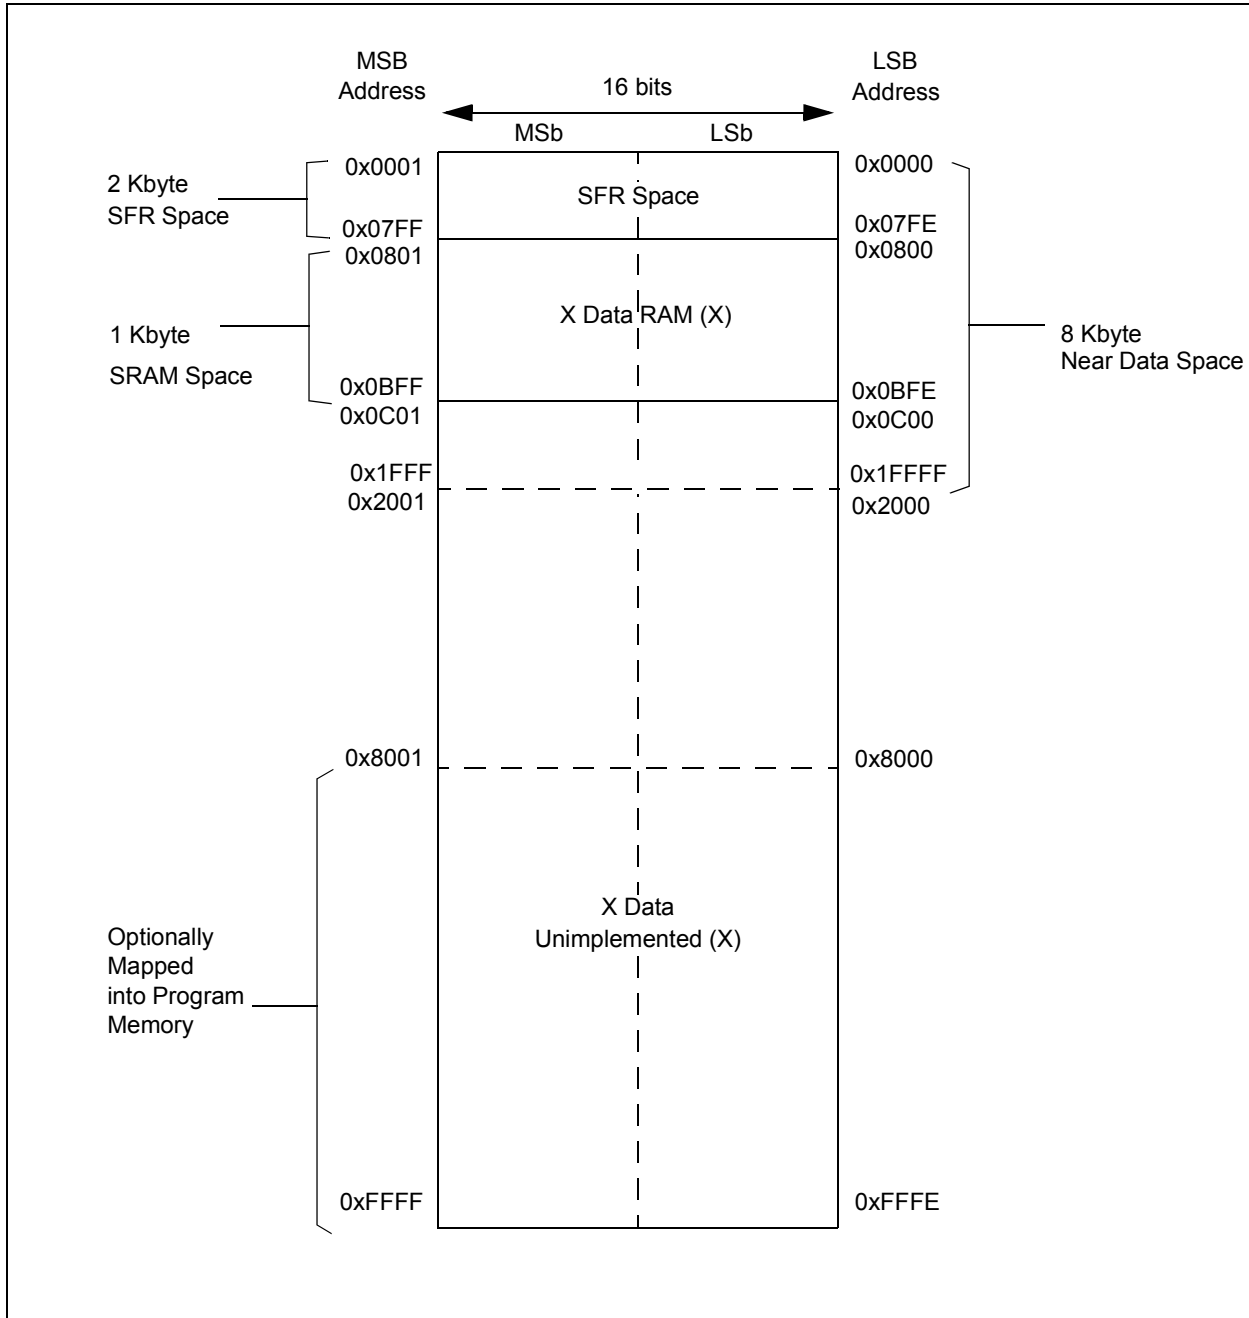 MSB
Address
LSB
Address
16 bits
MSb
LSb
0x0001
0x0000
2 Kbyte
SFR Space
SFR Space
0x07FF
0x07FE
0x0801
0x0800
1 Kbyte
SRAM Space
X Data RAM (X)
8 Kbyte
Near Data Space
0x0BFF
0x0BFE
0x0C01
0x0C00
0x1FFF
0x1FFFF
0x2001
0x2000
0x8001
0x8000
X Data
Unimplemented (X)
Optionally
Mapped
into Program
Memory
0xFFFF
0xFFFE